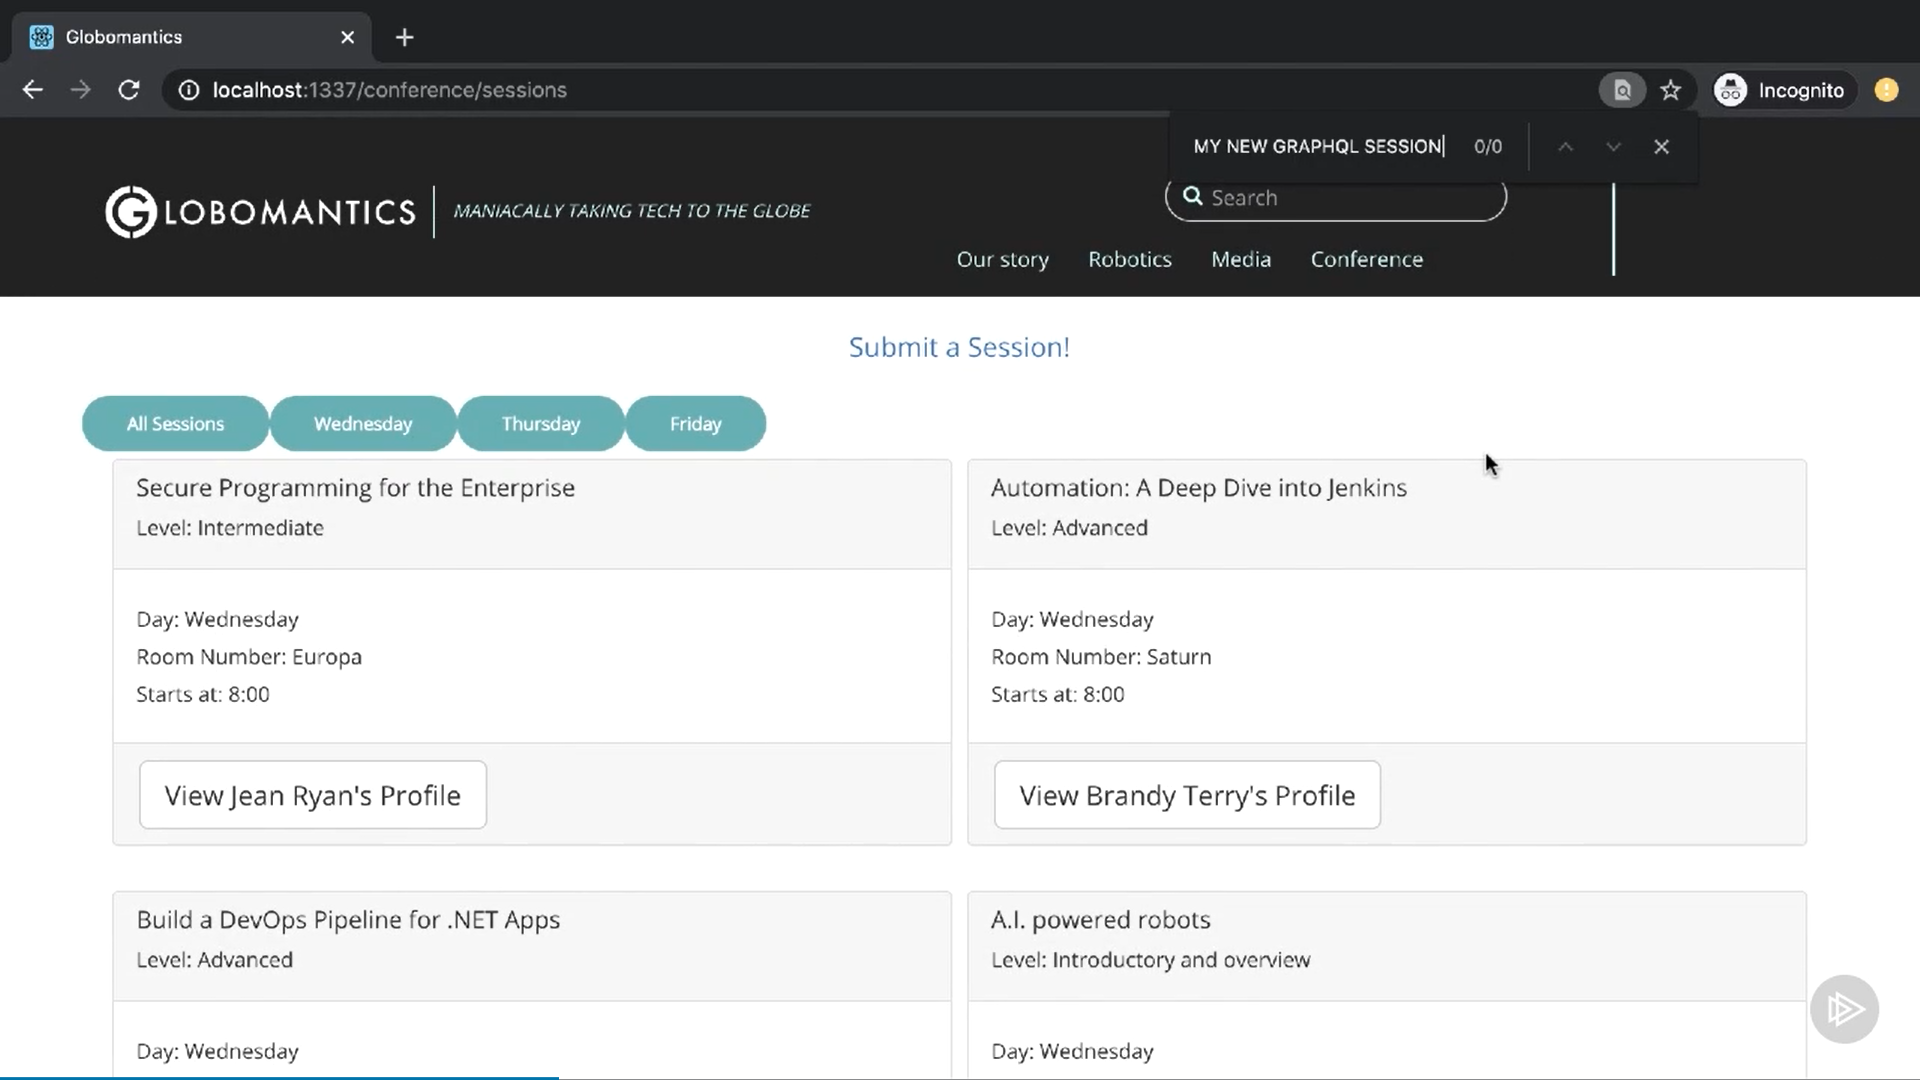 Globomantics
localhost:1337/conference/sessions
Incognito
MY NEW GRAPHQL SESSION 0/0
GLOBOMANTICS
MANIACALLY TAKING TECH TO THE GLOBE
Search
Our story Robotics Media Conference
Submit a Session!
All Sessions Wednesday Thursday Friday
Secure Programming for the Enterprise
Level: Intermediate
Day: Wednesday
Room Number: Europa
Starts at: 8:00
View Jean Ryan's Profile
Automation: A Deep Dive into Jenkins
Level: Advanced
Day: Wednesday
Room Number: Saturn
Starts at: 8:00
View Brandy Terry's Profile
Build a DevOps Pipeline for .NET Apps
Level: Advanced
Day: Wednesday
A.I. powered robots
Level: Introductory and overview
Day: Wednesday